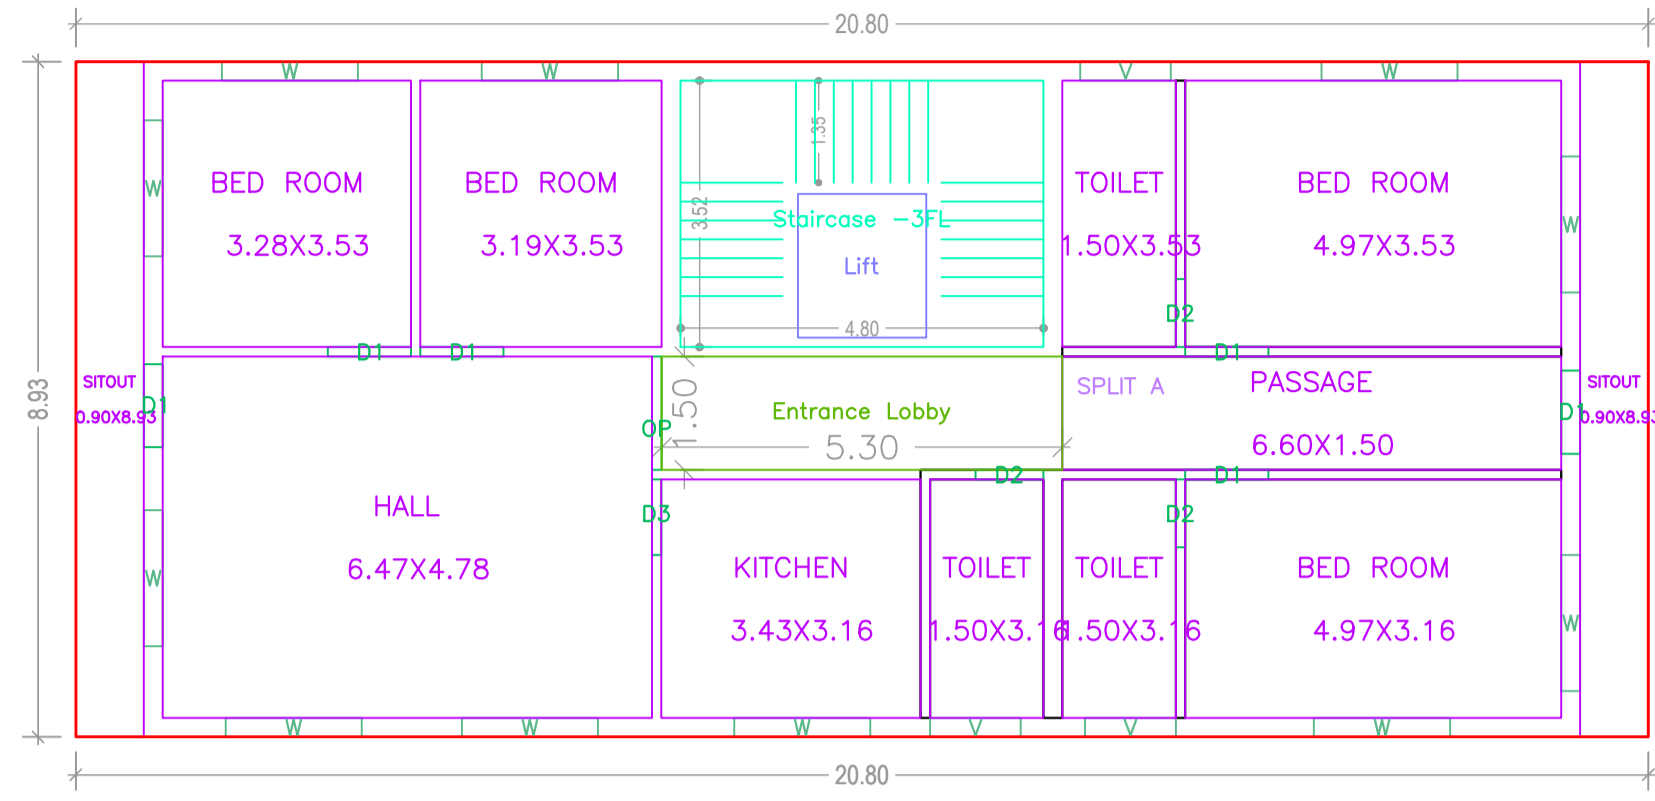 20.80
W
W
V
W
1.35
BED ROOM
BED ROOM
TOILET
BED ROOM
W
3.52
Staircase -3FL
W
3.28X3.53
3.19X3.53
1.50X3.53
4.97X3.53
Lift
D2
4.80
D1
D1
D1
SITOUT
0.90X8.93
D1
8.93
1.50
SPLIT A
PASSAGE
SITOUT
0.90X8.93
D1
Entrance Lobby
OP
5.30
6.60X1.50
D2
D1
HALL
D3
D2
6.47X4.78
KITCHEN
TOILET
TOILET
BED ROOM
W
3.43X3.16
1.50X3.16
1.50X3.16
4.97X3.16
W
W
W
W
V
V
W
20.80